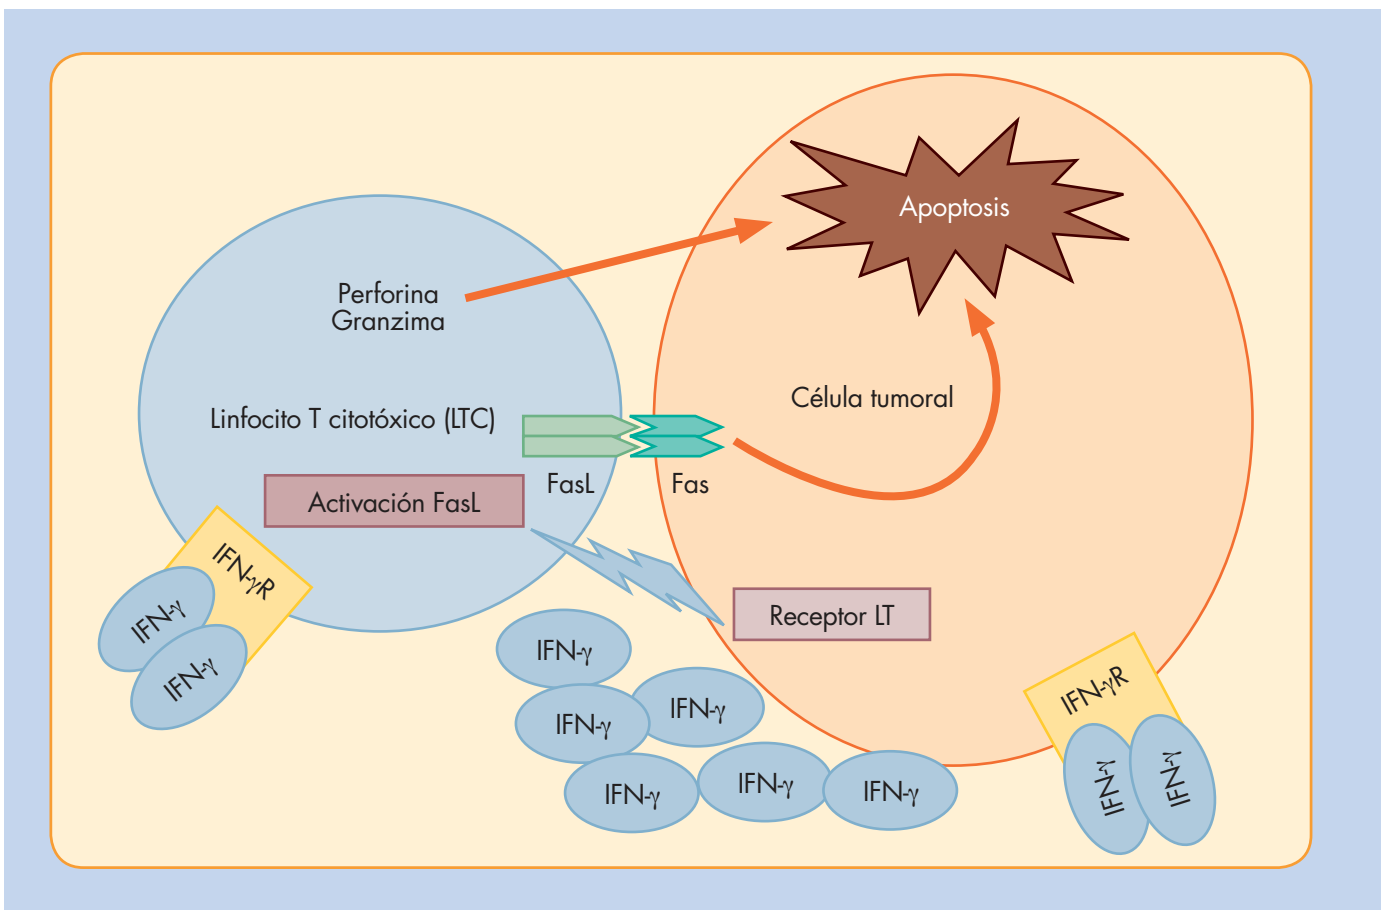 Apoptosis
Perforina
Granzima
Célula tumoral
Linfocito T citotóxico (LTC)
FasL
Fas
Activación FasL
IFN-γR
IFN-γ
IFN-γ
Receptor LT
IFN-γ
IFN-γ
IFN-γ
IFN-γ
IFN-γ
IFN-γ
IFN-γR
IFN-γ
IFN-γ